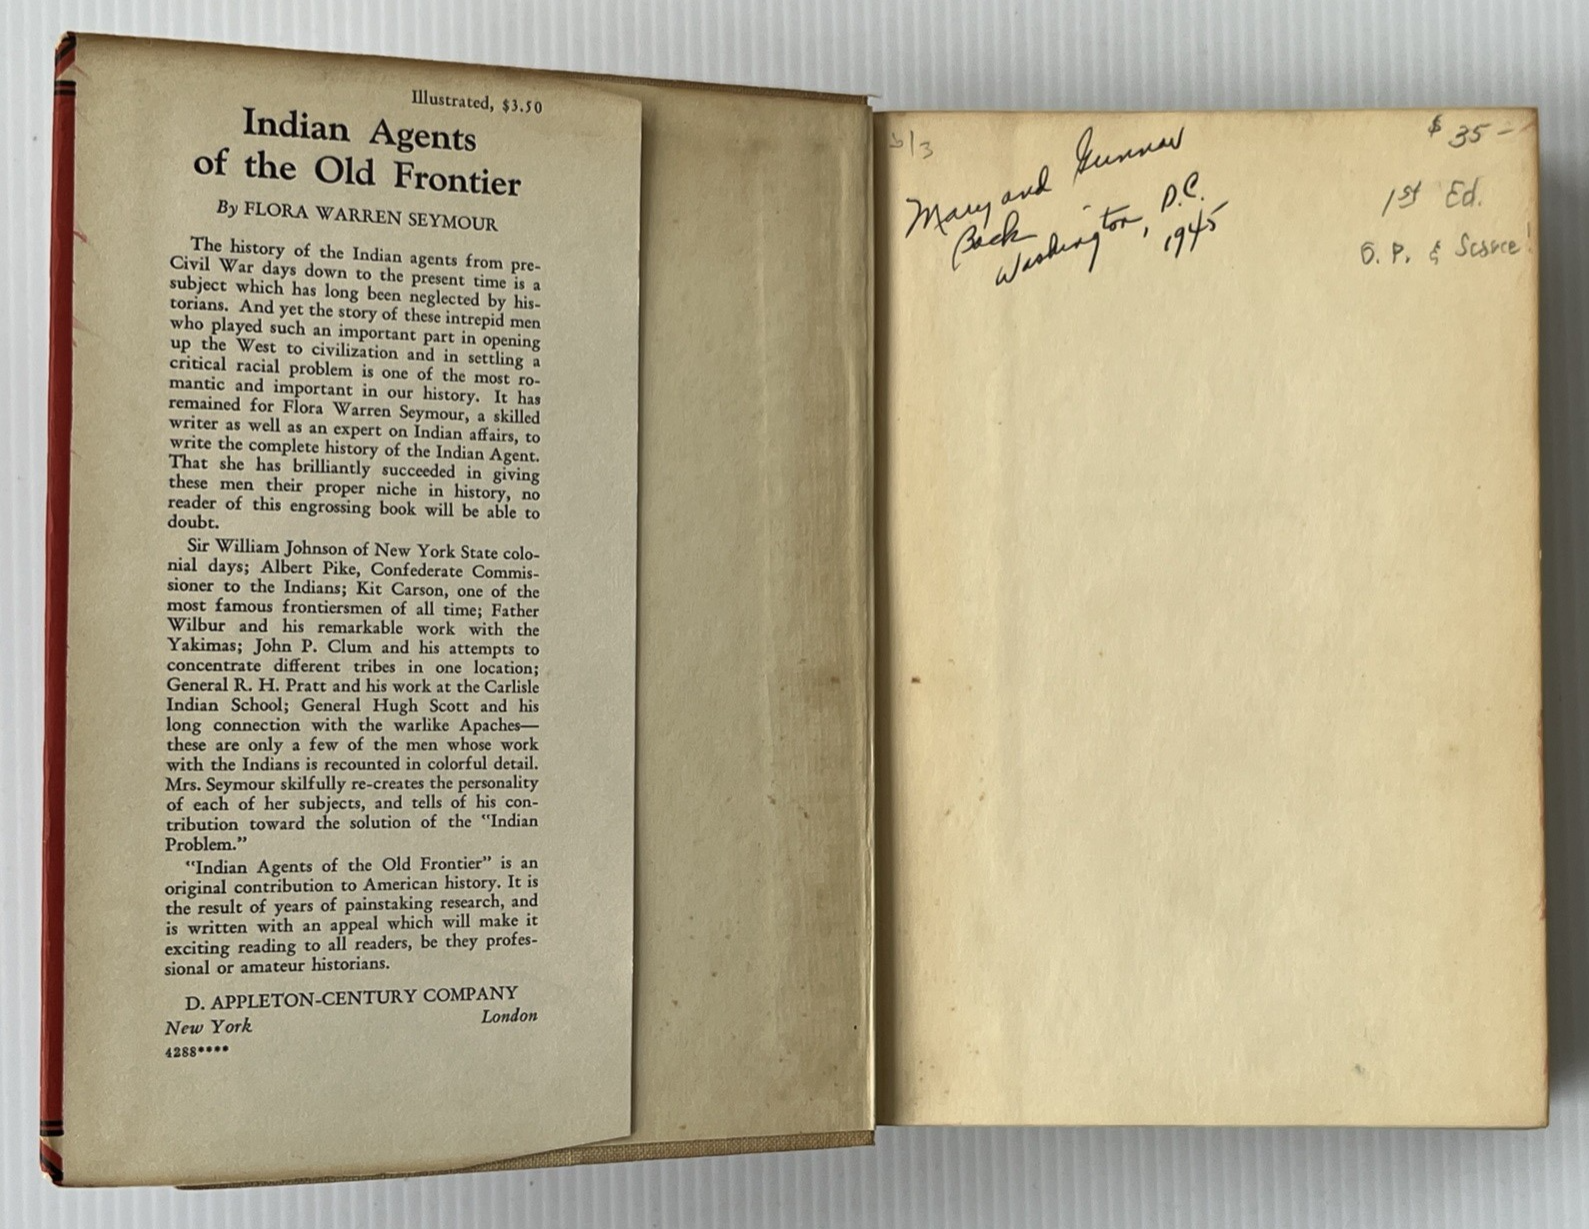 Illustrated, $3.50
Indian Agents
of the Old Frontier
By FLORA WARREN SEYMOUR
The history of the Indian agents from pre-
Civil War days down to the present time is a
subject which has long been neglected by his-
torians. And yet the story of these intrepid men
who played such an important part in opening
up the West to civilization and in settling a
critical racial problem is one of the most ro-
mantic and important in our history. It has
remained for Flora Warren Seymour, a skilled
writer as well as an expert on Indian affairs, to
write the complete history of the Indian Agent.
That she has brilliantly succeeded in giving
these men their proper niche in history, no
reader of this engrossing book will be able to
doubt.
Sir William Johnson of New York State colo-
nial days; Albert Pike, Confederate Commis-
sioner to the Indians; Kit Carson, one of the
most famous frontiersmen of all time; Father
Wilbur and his remarkable work with the
Yakimas; John P. Clum and his attempts to
concentrate different tribes in one location;
General R. H. Pratt and his work at the Carlisle
Indian School; General Hugh Scott and his
long connection with the warlike Apaches—
these are only a few of the men whose work
with the Indians is recounted in colorful detail.
Mrs. Seymour skilfully re-creates the personality
of each of her subjects, and tells of his con-
tribution toward the solution of the "Indian
Problem."
"Indian Agents of the Old Frontier" is an
original contribution to American history. It is
the result of years of painstaking research, and
is written with an appeal which will make it
exciting reading to all readers, be they profes-
sional or amateur historians.
D. APPLETON-CENTURY COMPANY
New York London
4288****
Mary and Gunnar
Back
Washington, D.C.
1945
$35-
1st Ed.
O. P. & Scarce!